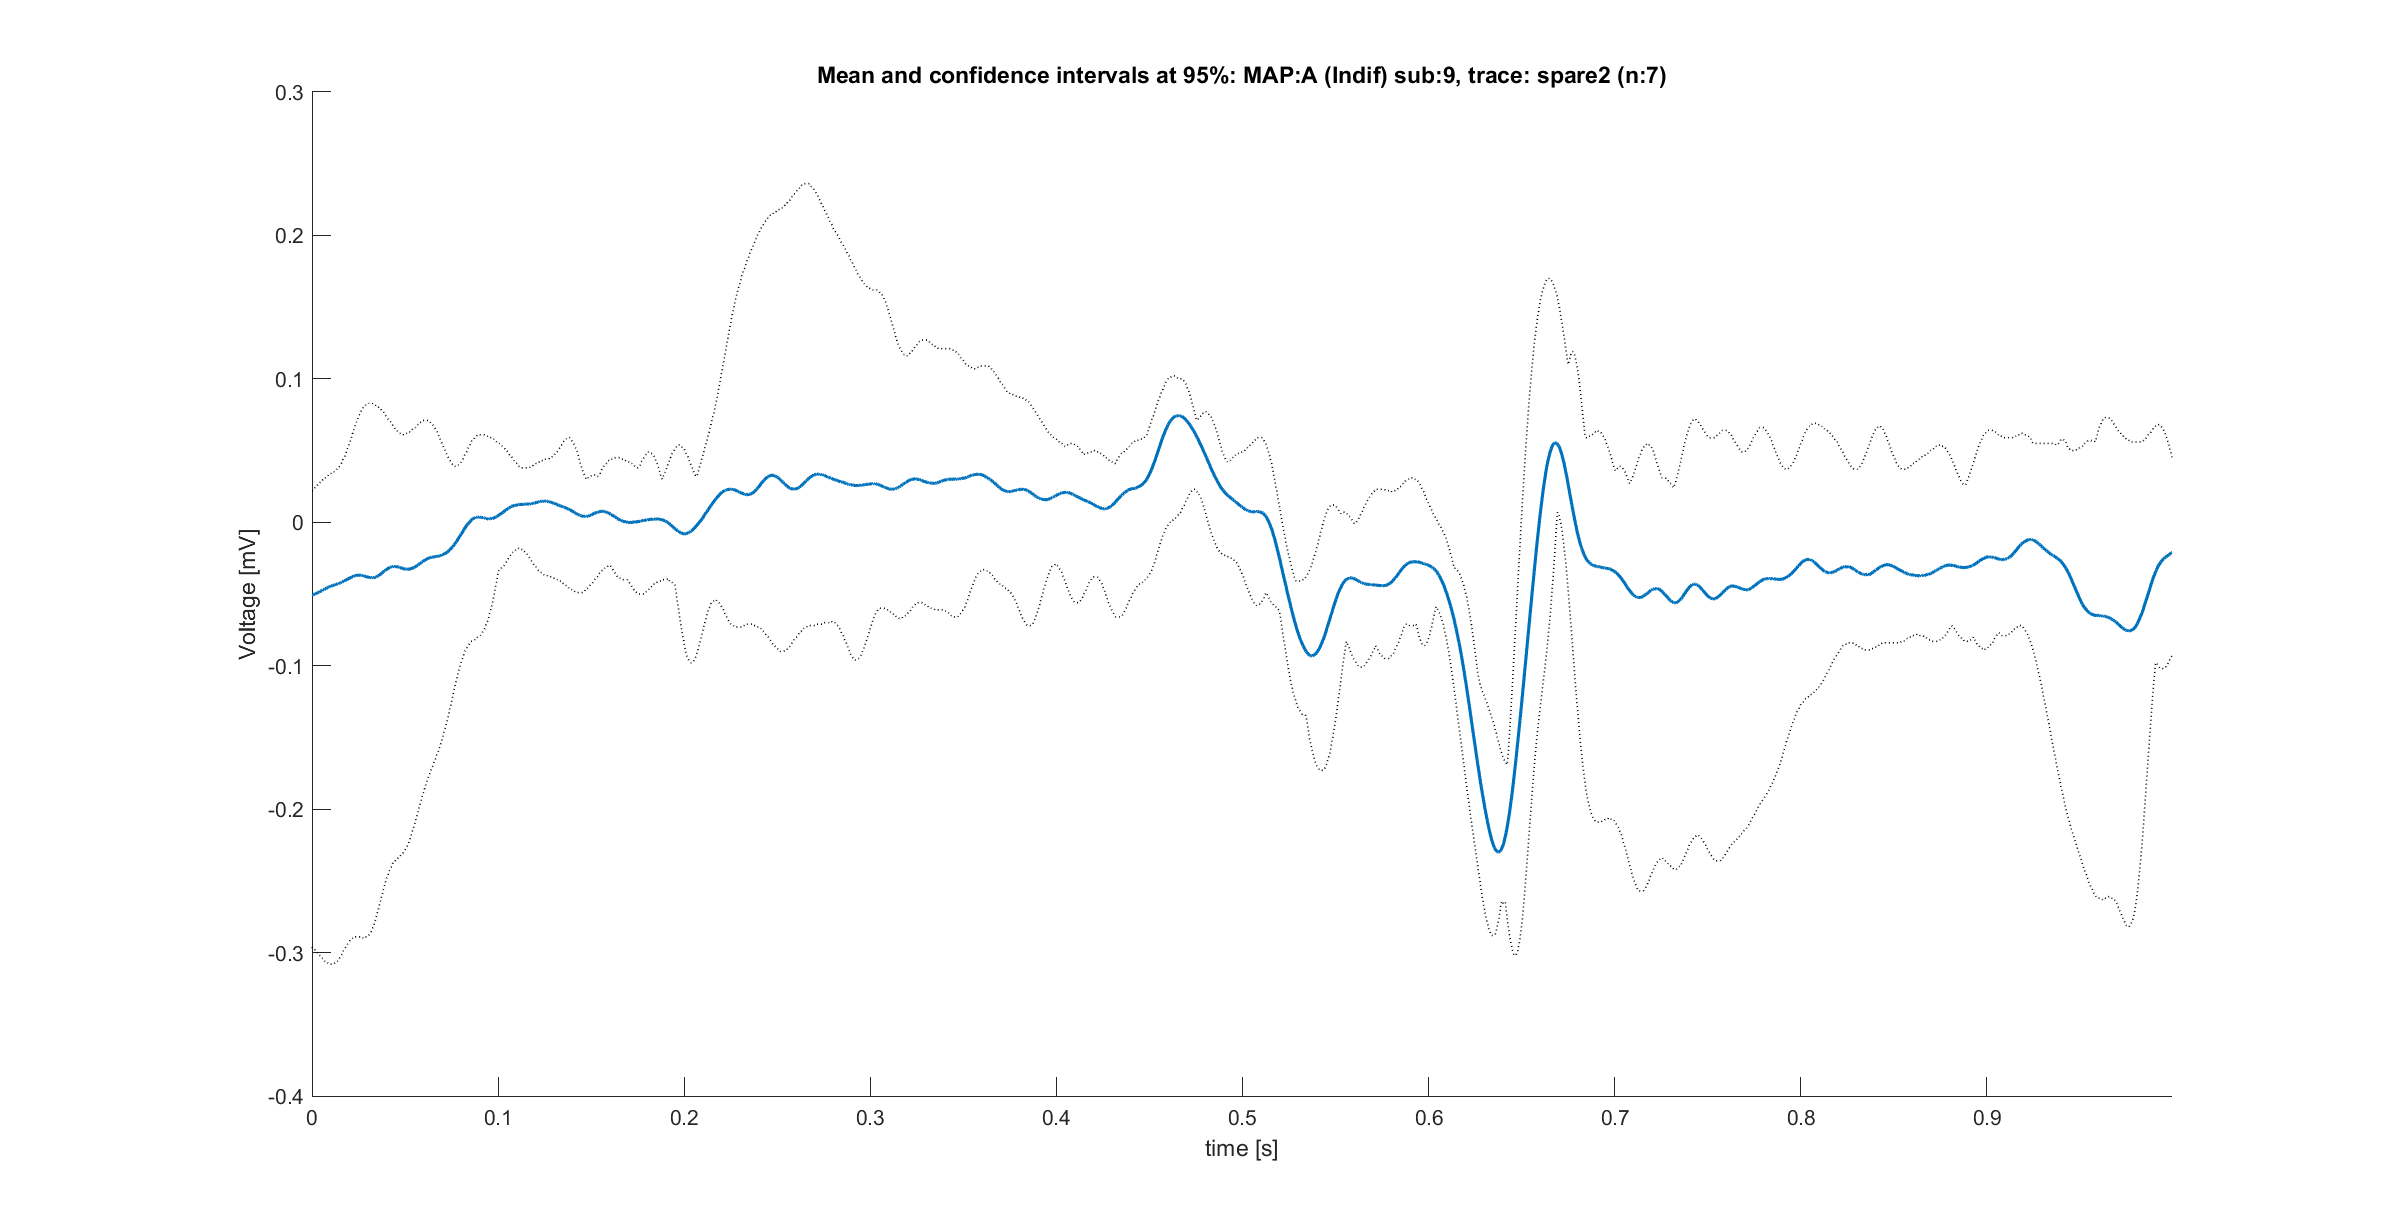 Mean and confidence intervals at 95%: MAP:A (Indif) sub:9, trace: spare2 (n:7)
0.3
0.2
0.1
0
-0.1
-0.2
-0.3
-0.4
Voltage [mV]
0 0.1 0.2 0.3 0.4 0.5 0.6 0.7 0.8 0.9
time [s]